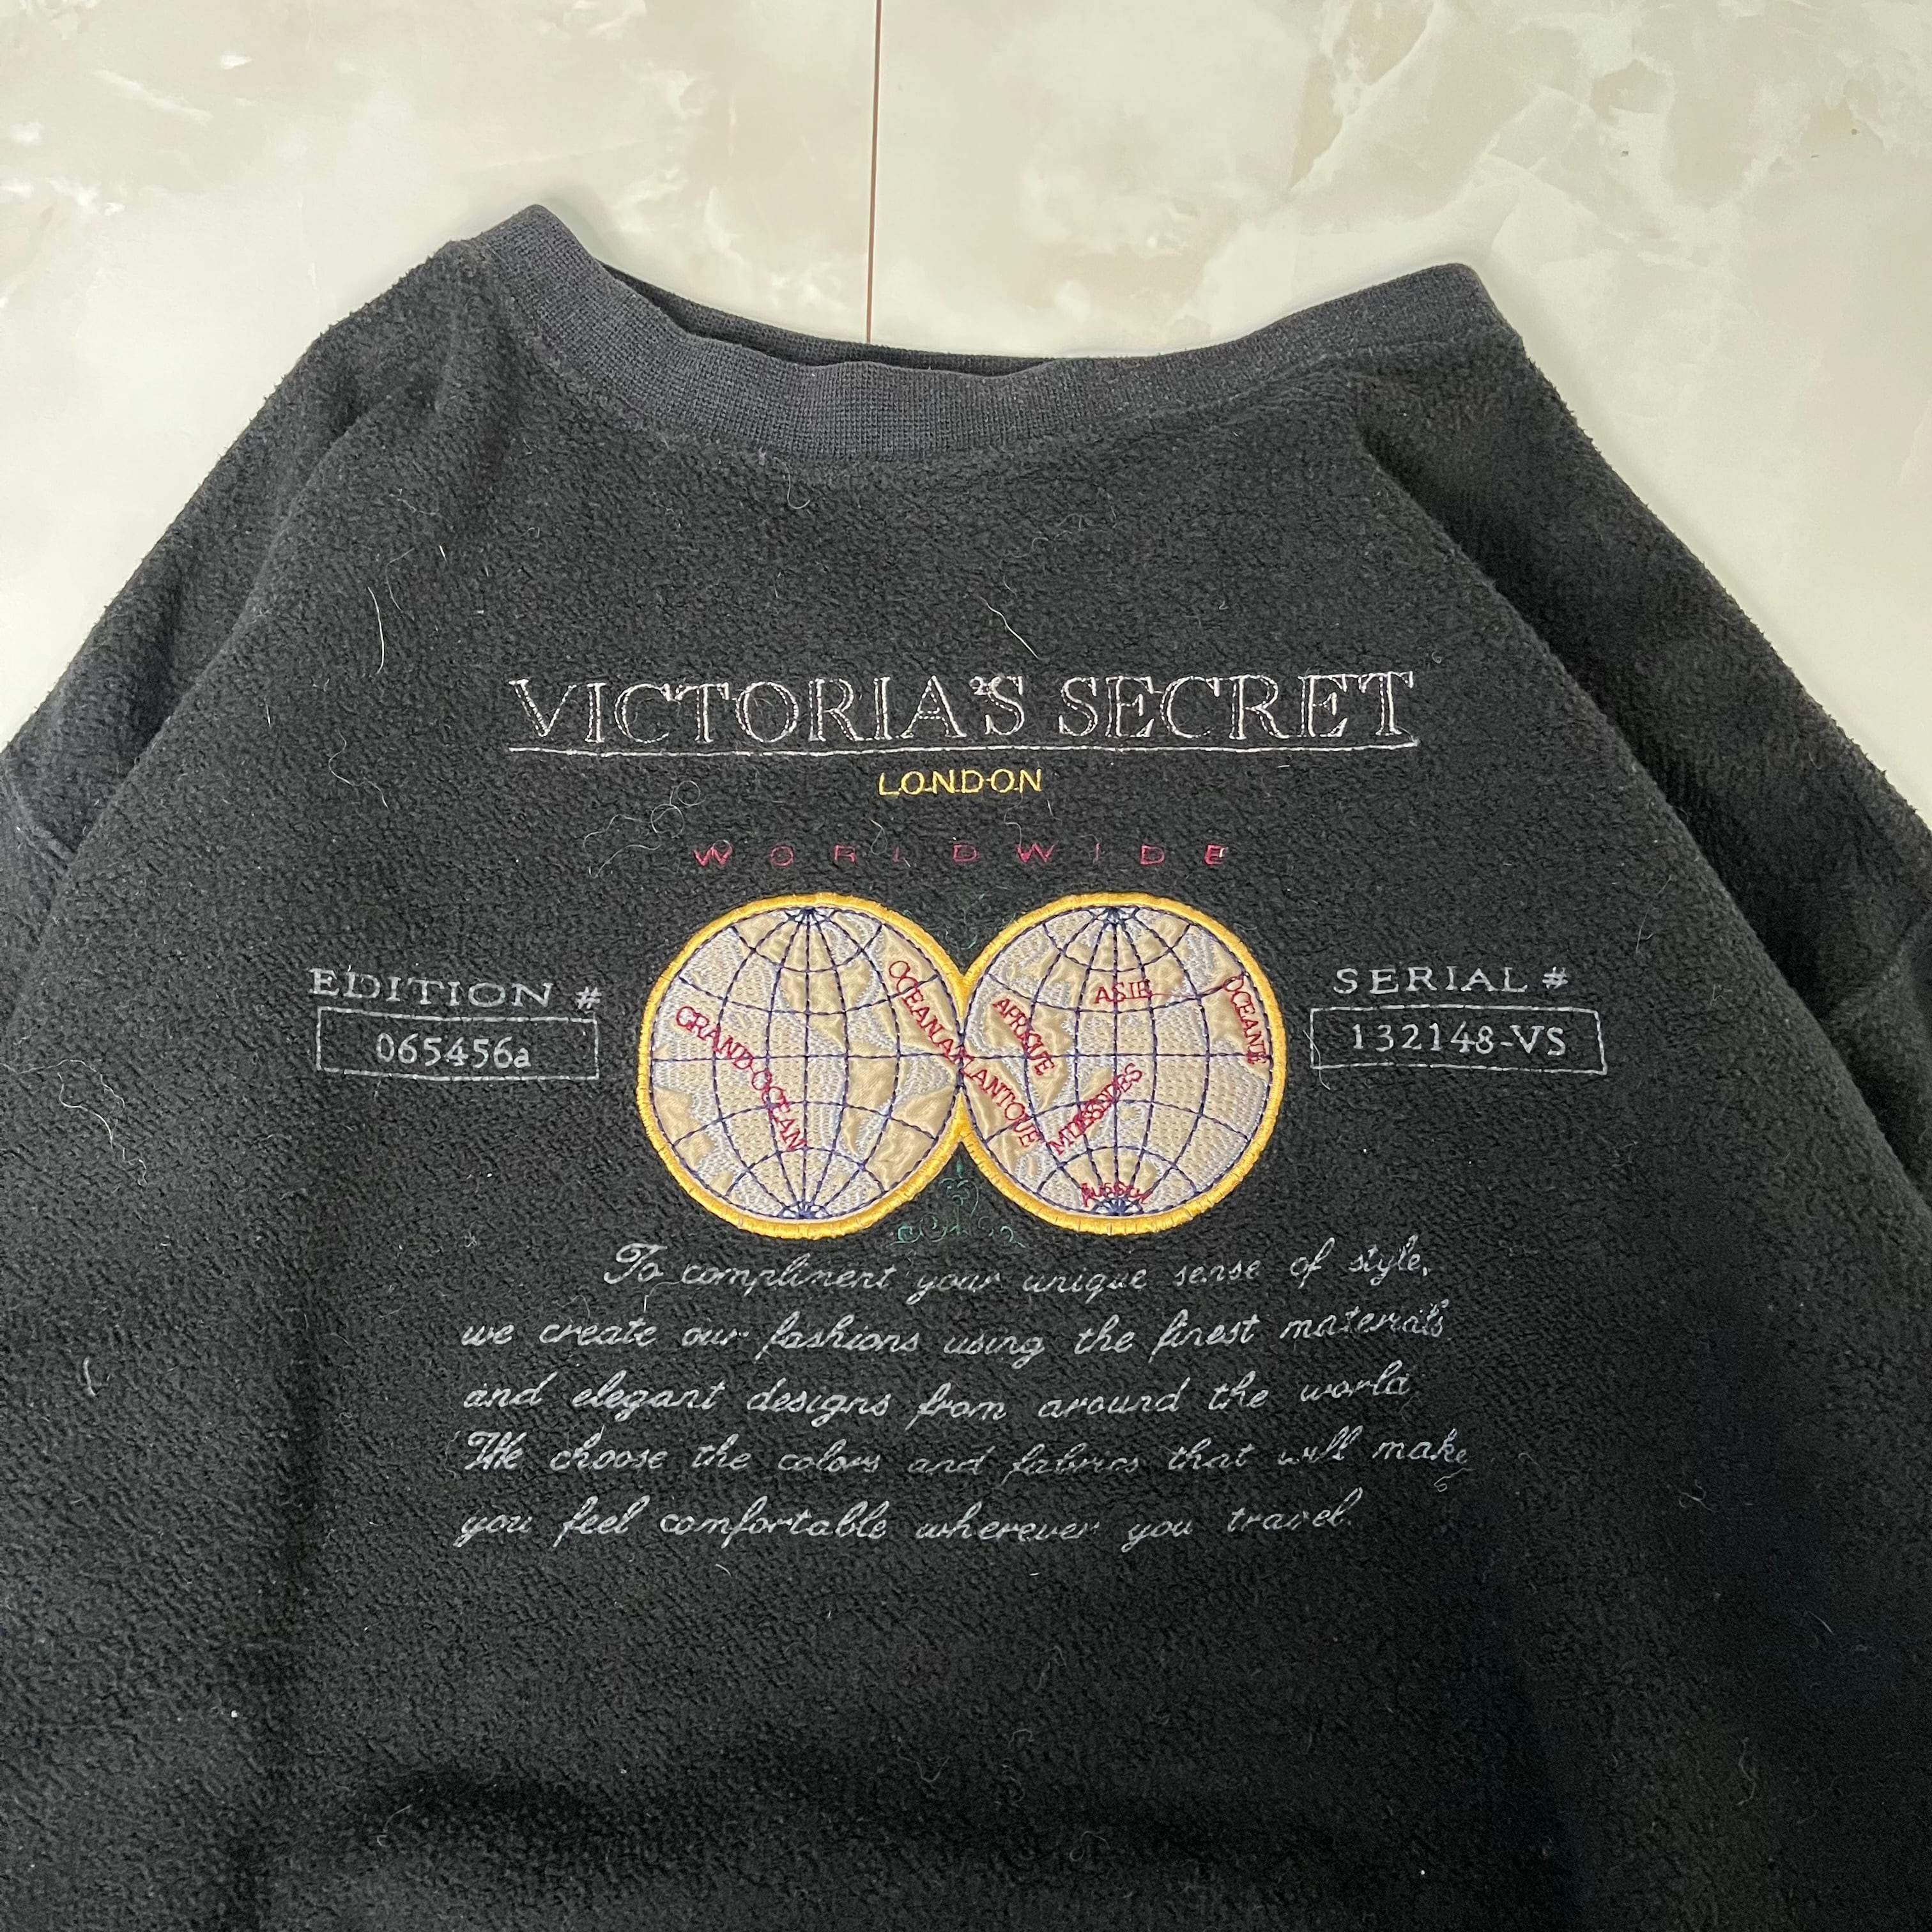 VICTORIA'S SECRET
LONDON
WORLDWIDE
EDITION #
065456a
SERIAL #
132148-VS
GRAND OCEAN
OCEAN ATLANTIQUE
AFRIQUE
ASIE
OCEANE
To compliment your unique sense of style,
we create our fashions using the finest materials
and elegant designs from around the world.
We choose the colors and fabrics that will make
you feel comfortable wherever you travel.